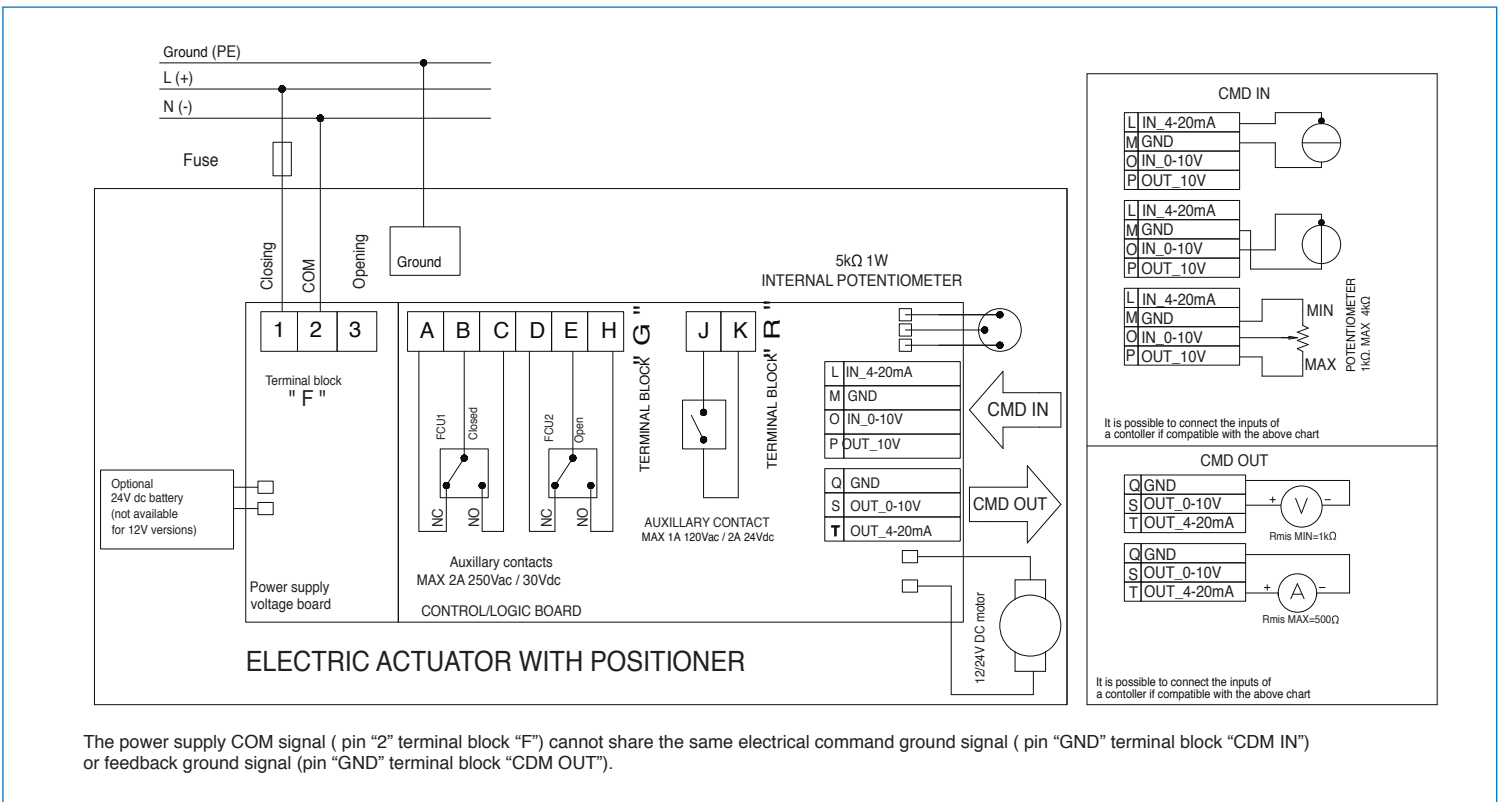 Ground (PE)
L (+)
N (-)
Fuse
Closing
COM
Opening
Ground
1 2 3
Terminal block
" F "
A B C D E H
TERMINAL BLOCK" G "
J K
TERMINAL BLOCK" R "
5kΩ 1W
INTERNAL POTENTIOMETER
FCU1
Closed
NC
NO
FCU2
Open
NC
NO
Auxillary contacts
MAX 2A 250Vac / 30Vdc
AUXILLARY CONTACT
MAX 1A 120Vac / 2A 24Vdc
L IN_4-20mA
M GND
O IN_0-10V
P OUT_10V
CMD IN
Q GND
S OUT_0-10V
T OUT_4-20mA
CMD OUT
Optional
24V dc battery
(not available
for 12V versions)
Power supply
voltage board
CONTROL/LOGIC BOARD
12/24V DC motor
ELECTRIC ACTUATOR WITH POSITIONER
CMD IN
L IN_4-20mA
M GND
O IN_0-10V
P OUT_10V
L IN_4-20mA
M GND
O IN_0-10V
P OUT_10V
L IN_4-20mA
M GND
O IN_0-10V
P OUT_10V
MIN
MAX
POTENTIOMETER
1kΩ. MAX 4kΩ
It is possible to connect the inputs of
a contoller if compatible with the above chart
CMD OUT
Q GND
S OUT_0-10V
T OUT_4-20mA
+ V −
Rmis MIN=1kΩ
Q GND
S OUT_0-10V
T OUT_4-20mA
+ A −
Rmis MAX=500Ω
It is possible to connect the inputs of
a contoller if compatible with the above chart
The power supply COM signal ( pin “2” terminal block “F”) cannot share the same electrical command ground signal ( pin “GND” terminal block “CDM IN”)
or feedback ground signal (pin “GND” terminal block “CDM OUT”).